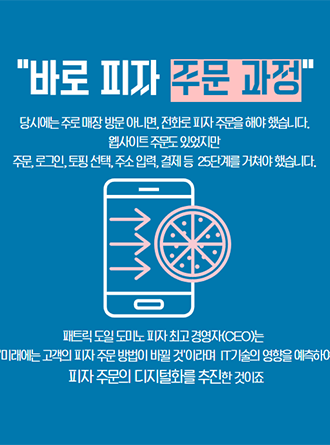 "바로 피자 주문 과정"
당시에는 주로 매장 방문 아니면, 전화로 피자 주문을 해야 했습니다.
웹사이트 주문도 있었지만
주문, 로그인, 토핑 선택, 주소 입력, 결제 등 25단계를 거쳐야 했습니다.
패트릭 도일 도미노 피자 최고 경영자(CEO)는
'미래에는 고객의 피자 주문 방법이 바뀔 것'이라며 IT기술의 영향을 예측하여
피자 주문의 디지털화를 추진한 것이죠